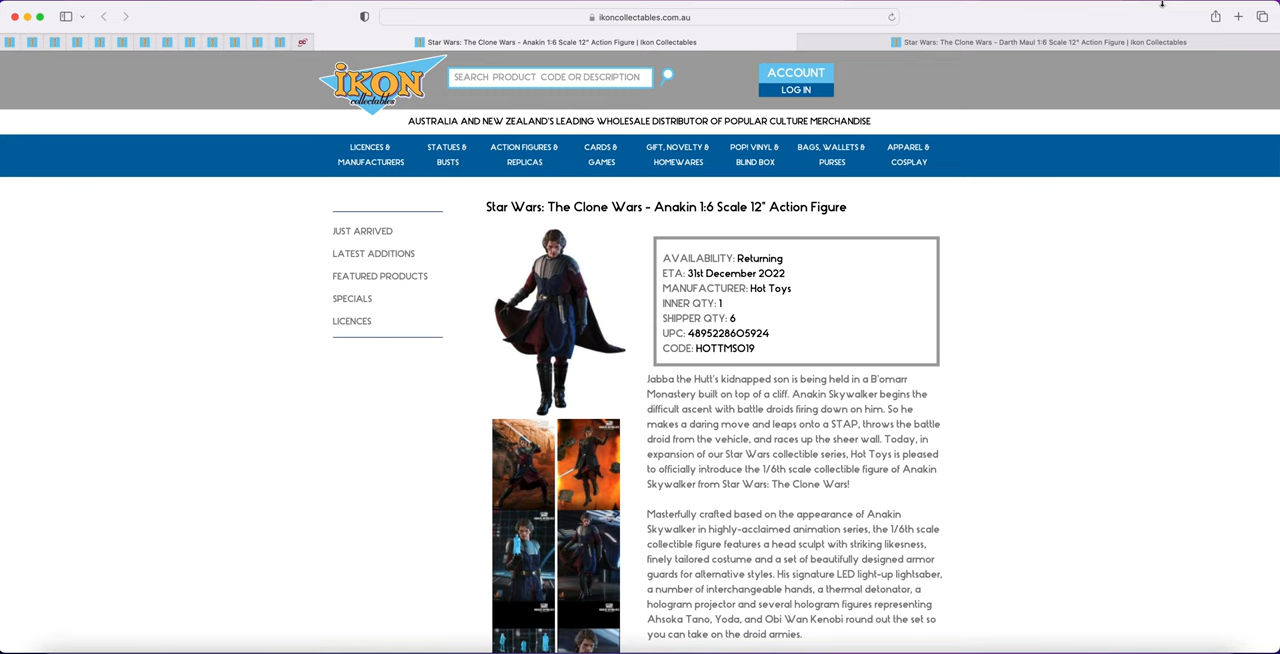 ikoncollectables.com.au
Star Wars: The Clone Wars - Anakin 1:6 Scale 12" Action Figure | Ikon Collectables
Star Wars: The Clone Wars - Darth Maul 1:6 Scale 12" Action Figure | Ikon Collectables
iKON
collectables
SEARCH PRODUCT CODE OR DESCRIPTION
ACCOUNT
LOG IN
AUSTRALIA AND NEW ZEALAND'S LEADING WHOLESALE DISTRIBUTOR OF POPULAR CULTURE MERCHANDISE
LICENCES &
MANUFACTURERS
STATUES &
BUSTS
ACTION FIGURES &
REPLICAS
CARDS &
GAMES
GIFT, NOVELTY &
HOMEWARES
POP! VINYL &
BLIND BOX
BAGS, WALLETS &
PURSES
APPAREL &
COSPLAY
JUST ARRIVED
LATEST ADDITIONS
FEATURED PRODUCTS
SPECIALS
LICENCES
Star Wars: The Clone Wars - Anakin 1:6 Scale 12" Action Figure
AVAILABILITY: Returning
ETA: 31st December 2022
MANUFACTURER: Hot Toys
INNER QTY: 1
SHIPPER QTY: 6
UPC: 4895228605924
CODE: HOTTMS019
Jabba the Hutt's kidnapped son is being held in a B'omarr
Monastery built on top of a cliff. Anakin Skywalker begins the
difficult ascent with battle droids firing down on him. So he
makes a daring move and leaps onto a STAP, throws the battle
droid from the vehicle, and races up the sheer wall. Today, in
expansion of our Star Wars collectible series, Hot Toys is pleased
to officially introduce the 1/6th scale collectible figure of Anakin
Skywalker from Star Wars: The Clone Wars!
Masterfully crafted based on the appearance of Anakin
Skywalker in highly-acclaimed animation series, the 1/6th scale
collectible figure features a head sculpt with striking likesness,
finely tailored costume and a set of beautifully designed armor
guards for alternative styles. His signature LED light-up lightsaber,
a number of interchangeable hands, a thermal detonator, a
hologram projector and several hologram figures representing
Ahsoka Tano, Yoda, and Obi Wan Kenobi round out the set so
you can take on the droid armies.